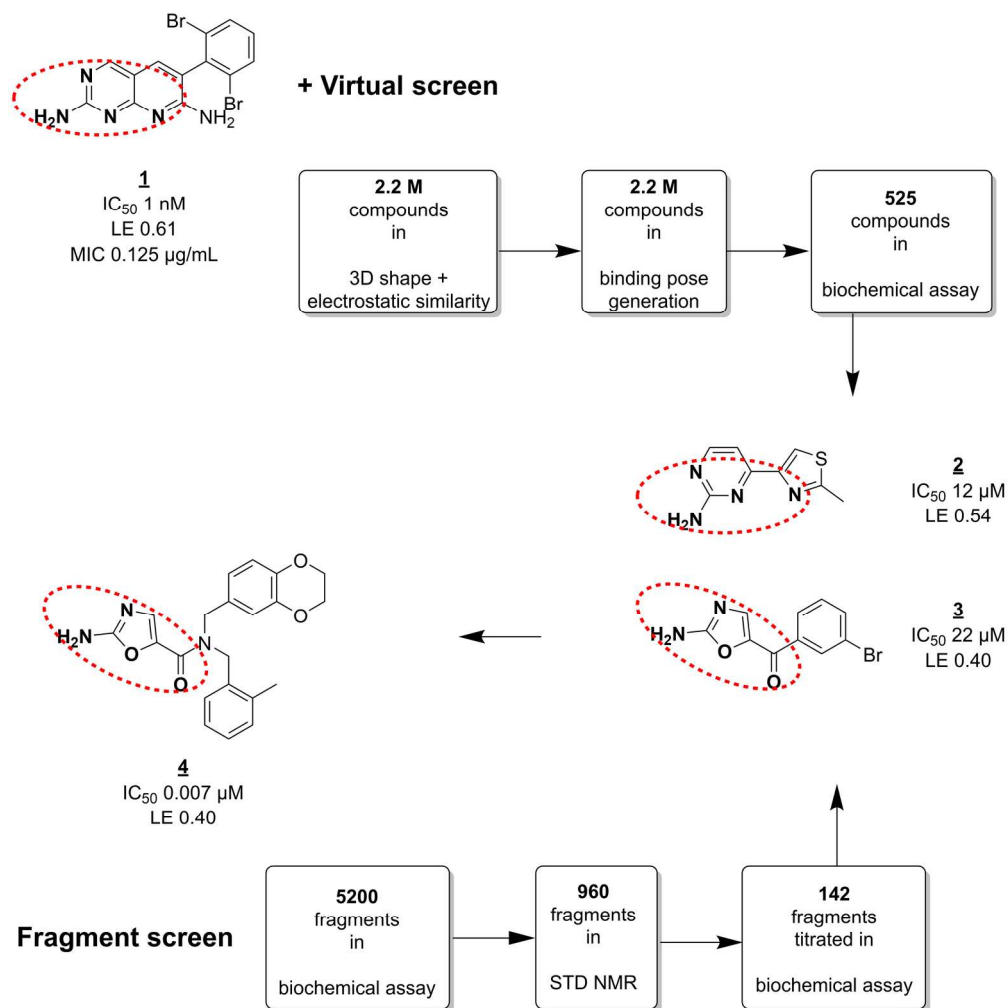 Br
N
Br
H₂N
N
N
NH₂
+ Virtual screen
1
IC₅₀ 1 nM
LE 0.61
MIC 0.125 µg/mL
2.2 M
compounds
in
3D shape +
electrostatic similarity
2.2 M
compounds
in
binding pose
generation
525
compounds
in
biochemical assay
S
N
N
N
H₂N
2
IC₅₀ 12 µM
LE 0.54
N
H₂N
O
O
Br
3
IC₅₀ 22 µM
LE 0.40
O
O
N
H₂N
O
N
O
4
IC₅₀ 0.007 µM
LE 0.40
Fragment screen
5200
fragments
in
biochemical assay
960
fragments
in
STD NMR
142
fragments
titrated in
biochemical assay